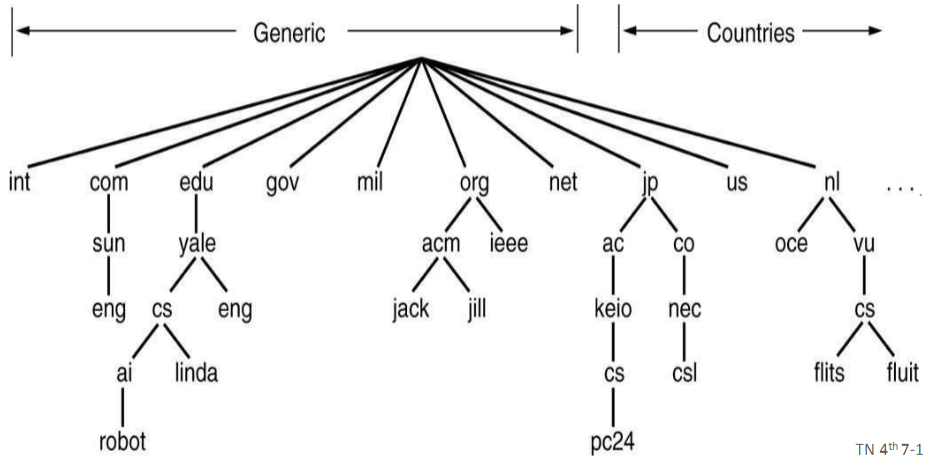 Generic Countries
int com edu gov mil org net jp us nl ....
sun yale acm ieee ac co oce vu
eng cs eng jack jill keio nec cs
ai linda cs csl flits fluit
robot pc24 TN 4th 7-1